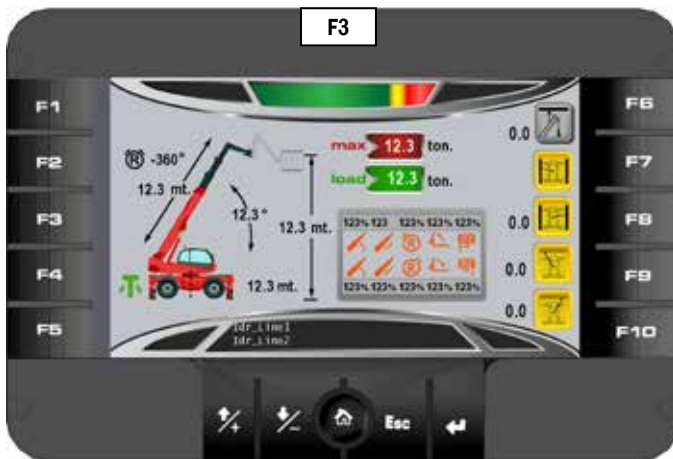 F3
F1
F2
F3
F4
F5
F6
F7
F8
F9
F10
-360°
12.3 mt.
12.3°
12.3 mt.
12.3 mt.
max 12.3 ton.
load 12.3 ton.
123% 123 123% 123% 123%
123% 123% 123% 123% 123%
0.0
0.0
0.0
0.0
Idr_Line1
Idr_Line2
Esc